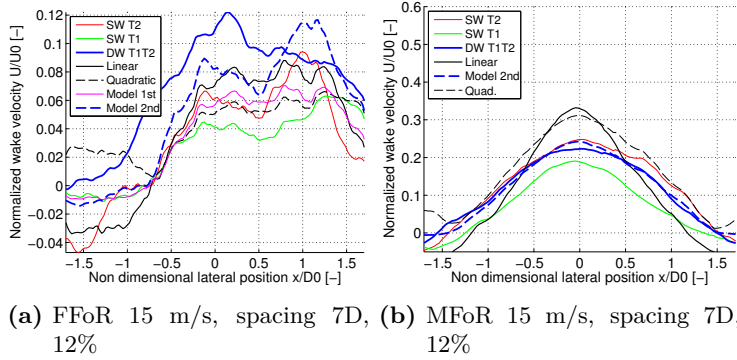 Normalized wake velocity U/U0 [−]
0.12
0.1
0.08
0.06
0.04
0.02
0
−0.02
−0.04
SW T2
SW T1
DW T1T2
Linear
Quadratic
Model 1st
Model 2nd
−1.5 −1.0 −0.5 0 0.5 1.0 1.5
Non dimensional lateral position x/D0 [−]
Normalized wake velocity U/U0 [−]
0.6
0.5
0.4
0.3
0.2
0.1
0
SW T2
SW T1
DW T1T2
Linear
Model 2nd
Quad.
−1.5 −1 −0.5 0 0.5 1 1.5
Non dimensional lateral position x/D0 [−]
(a) FFoR 15 m/s, spacing 7D,
12%
(b) MFoR 15 m/s, spacing 7D,
12%